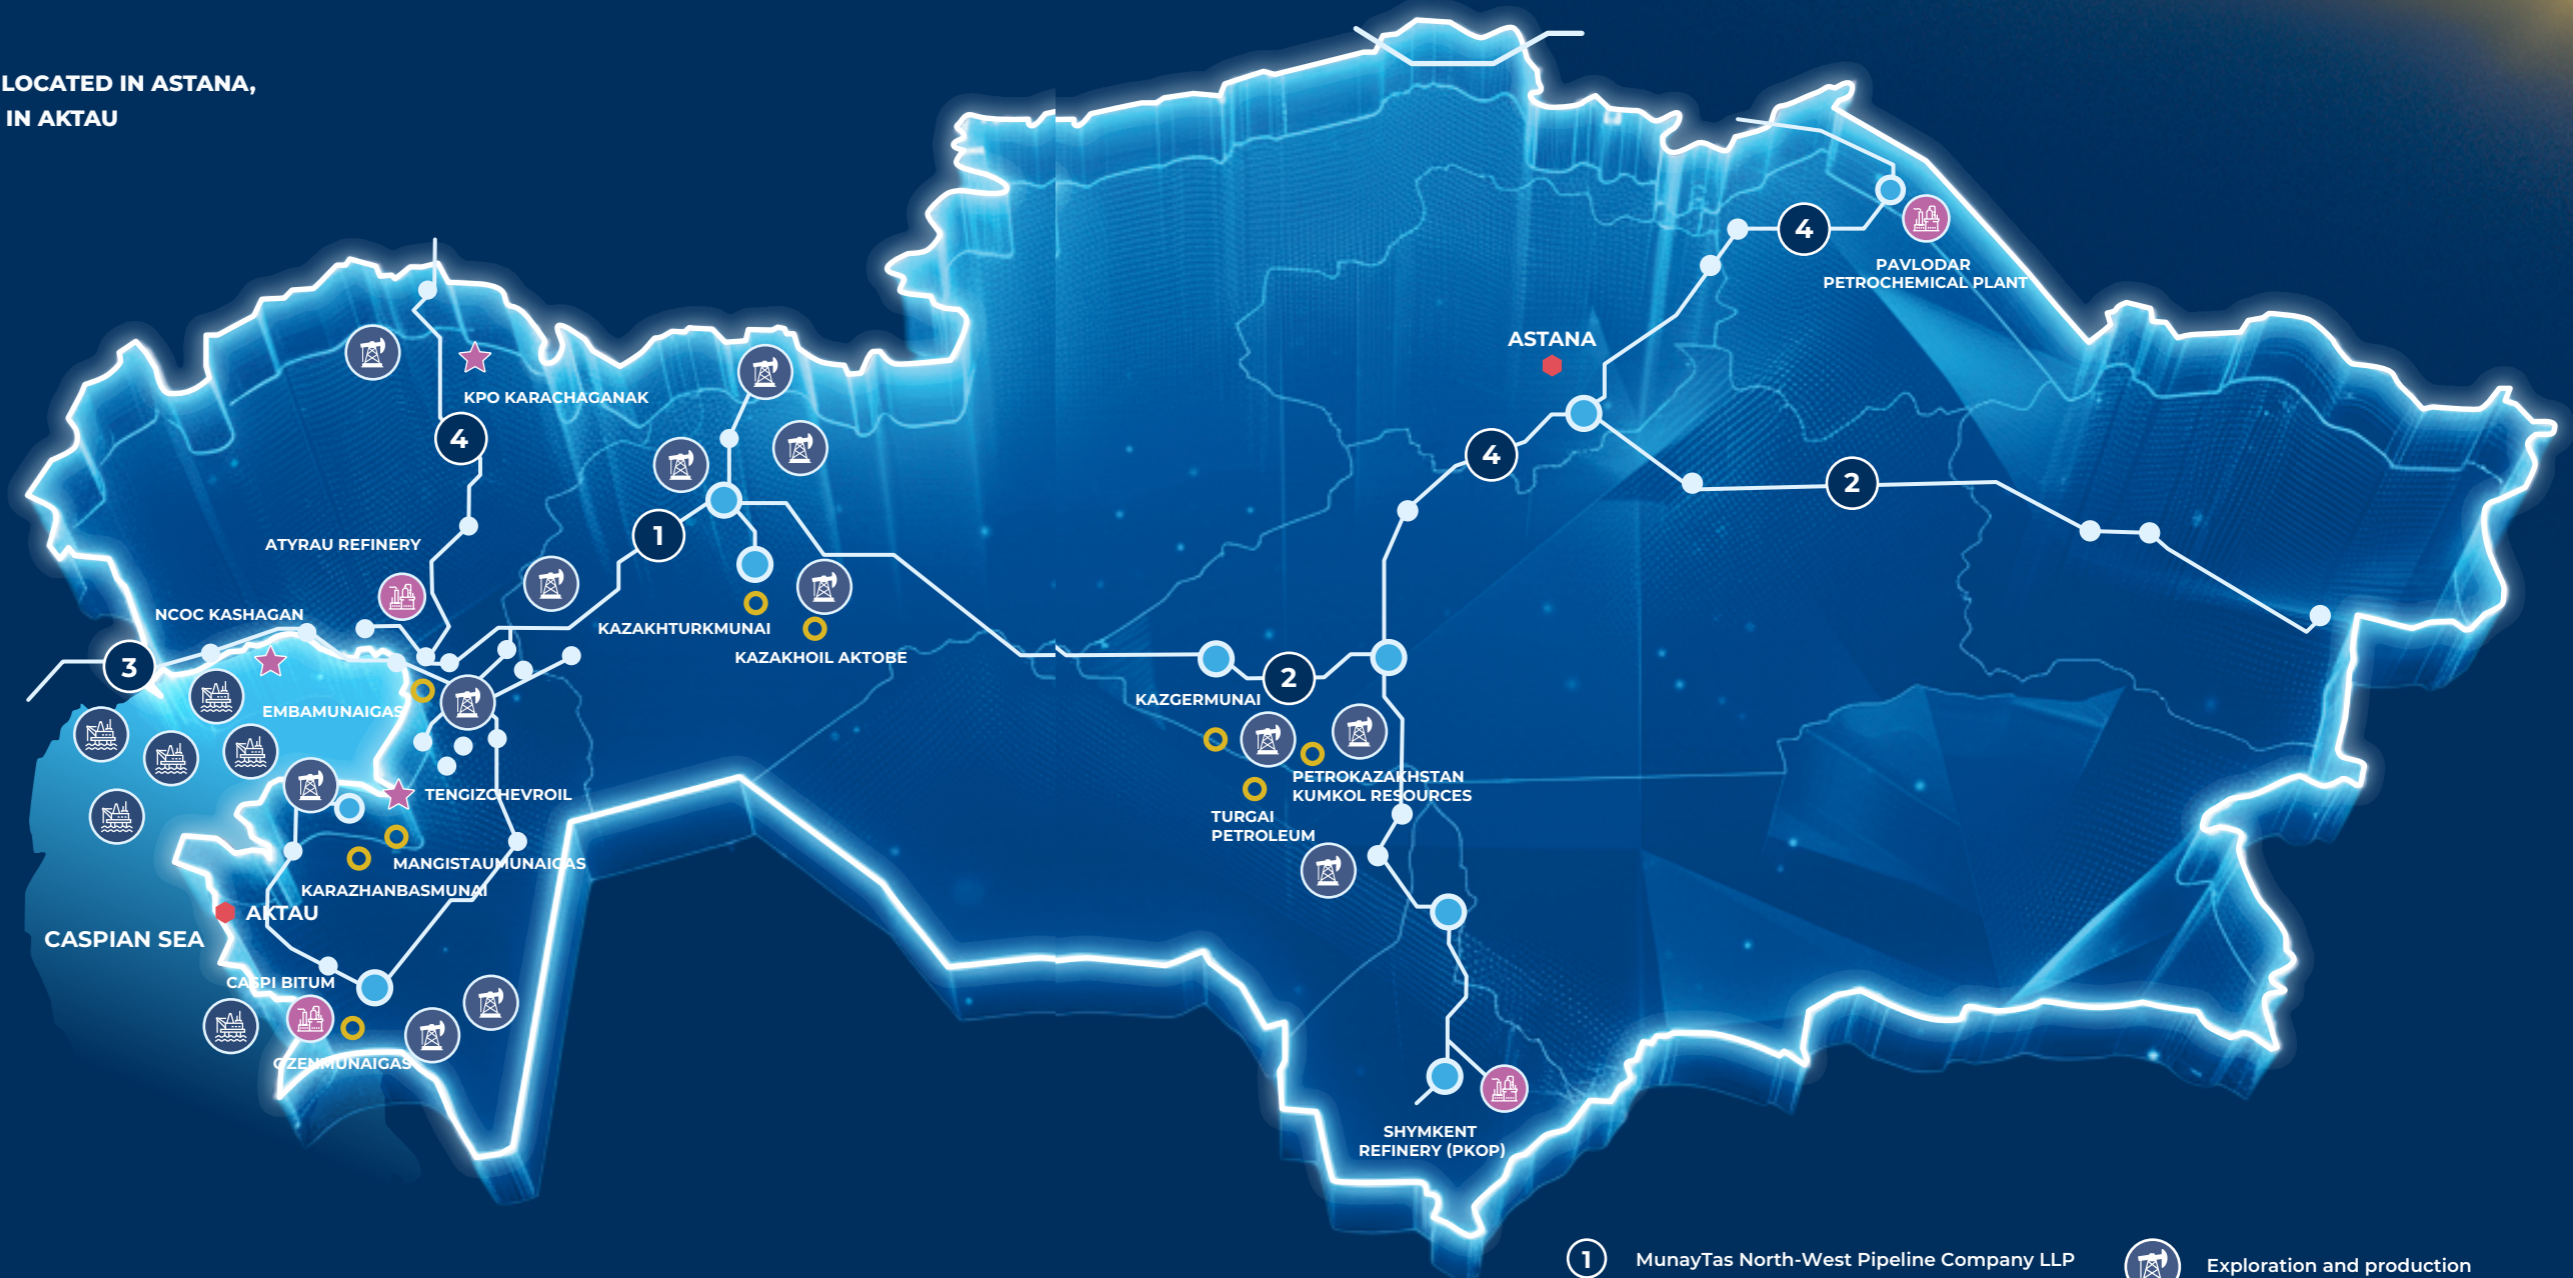 LOCATED IN ASTANA,
IN AKTAU
4
PAVLODAR
PETROCHEMICAL PLANT
ASTANA
KPO KARACHAGANAK
4
4
2
1
ATYRAU REFINERY
NCOC KASHAGAN
KAZAKHTURKMUNAI
KAZAKHOIL AKTOBE
3
2
KAZGERMUNAI
EMBAMUNAIGAS
PETROKAZAKHSTAN
KUMKOL RESOURCES
TENGIZCHEVROIL
TURGAI
PETROLEUM
MANGISTAUMUNAIGAS
KARAZHANBASMUNAI
AKTAU
CASPIAN SEA
CASPI BITUM
OZENMUNAIGAS
SHYMKENT
REFINERY (PKOP)
1 MunayTas North-West Pipeline Company LLP
Exploration and production